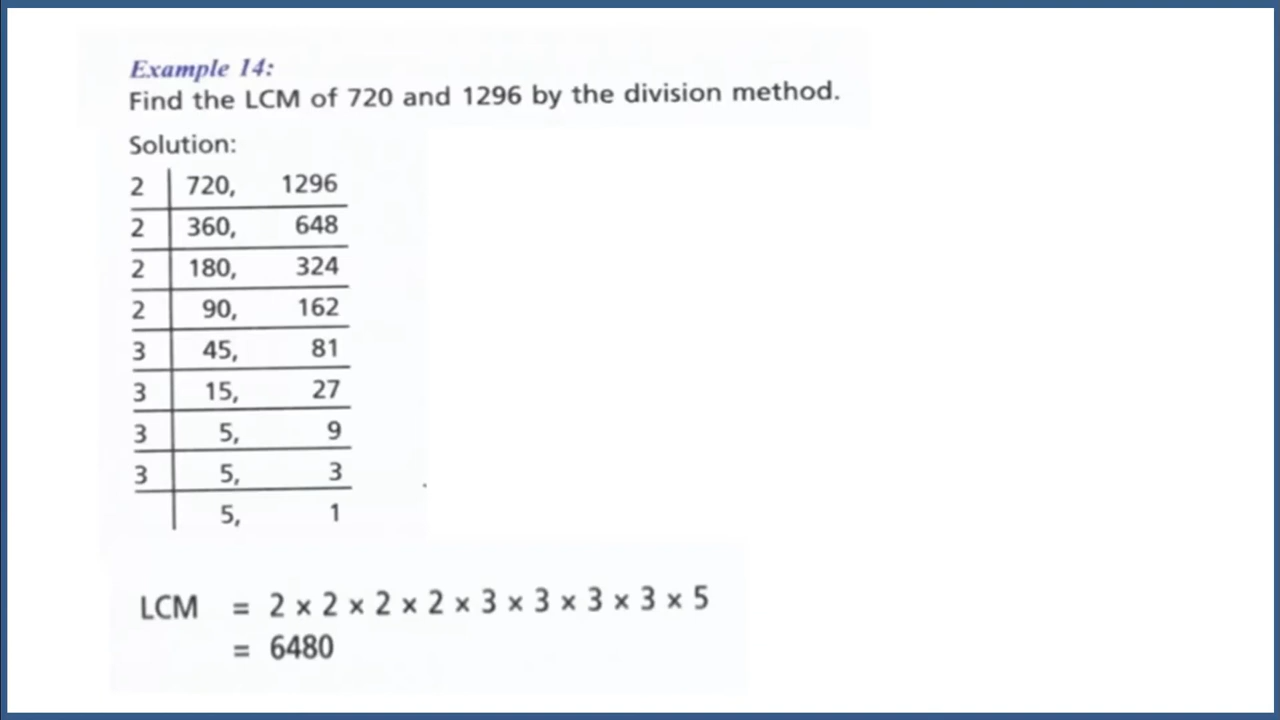 Example 14:
Find the LCM of 720 and 1296 by the division method.
Solution:
2 720, 1296
2 360, 648
2 180, 324
2 90, 162
3 45, 81
3 15, 27
3 5, 9
3 5, 3
5, 1
LCM = 2 × 2 × 2 × 2 × 3 × 3 × 3 × 3 × 5
= 6480